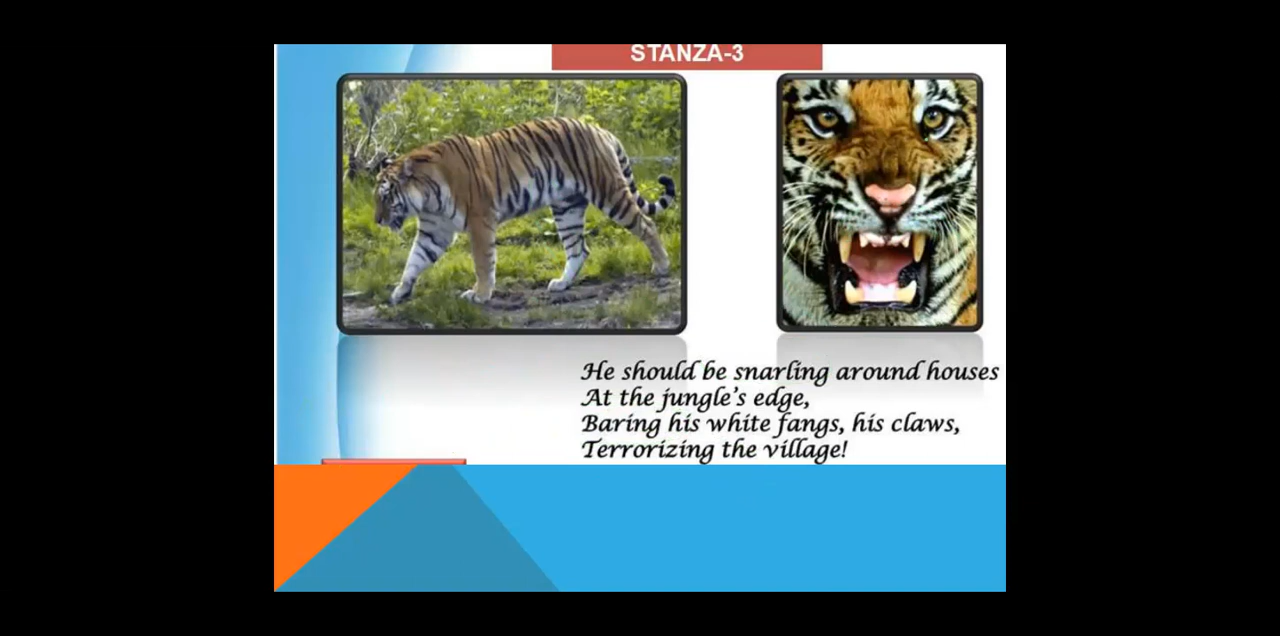 STANZA-3
He should be snarling around houses
At the jungle's edge,
Baring his white fangs, his claws,
Terrorizing the village!